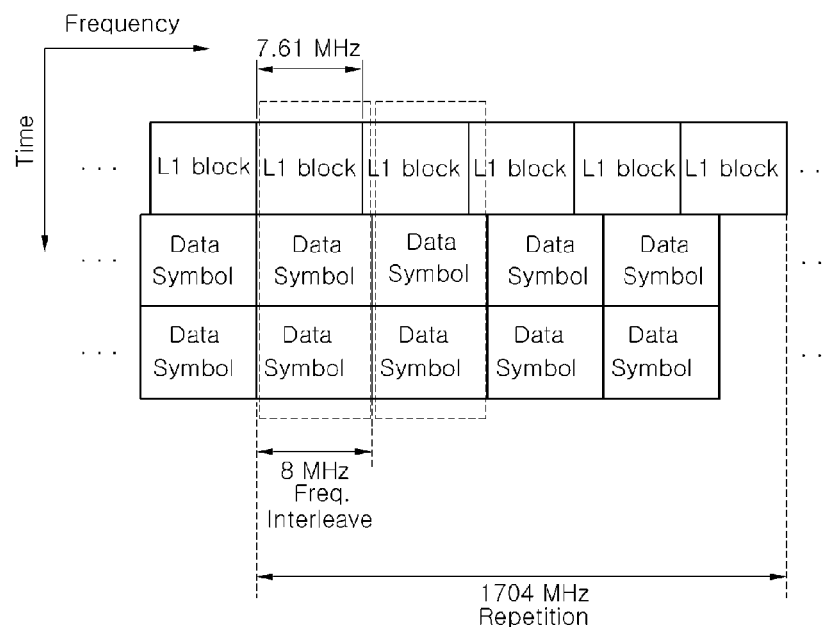 Frequency
7.61 MHz
Time
... L1 block L1 block L1 block L1 block L1 block L1 block ..
... Data Symbol Data Symbol Data Symbol Data Symbol Data Symbol ..
... Data Symbol Data Symbol Data Symbol Data Symbol Data Symbol ..
8 MHz
Freq.
Interleave
1704 MHz
Repetition